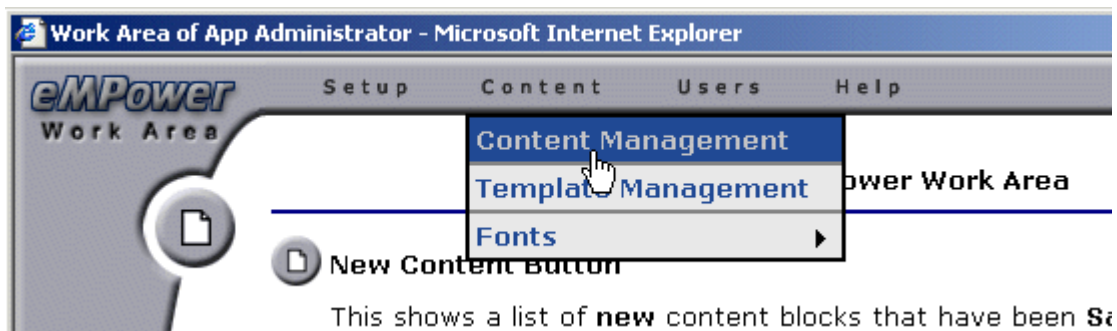 Work Area of App Administrator - Microsoft Internet Explorer
eMPower
Work Area
Setup Content Users Help
Content Management
Template Management
Fonts
ower Work Area
New Content Button
This shows a list of new content blocks that have been Sa